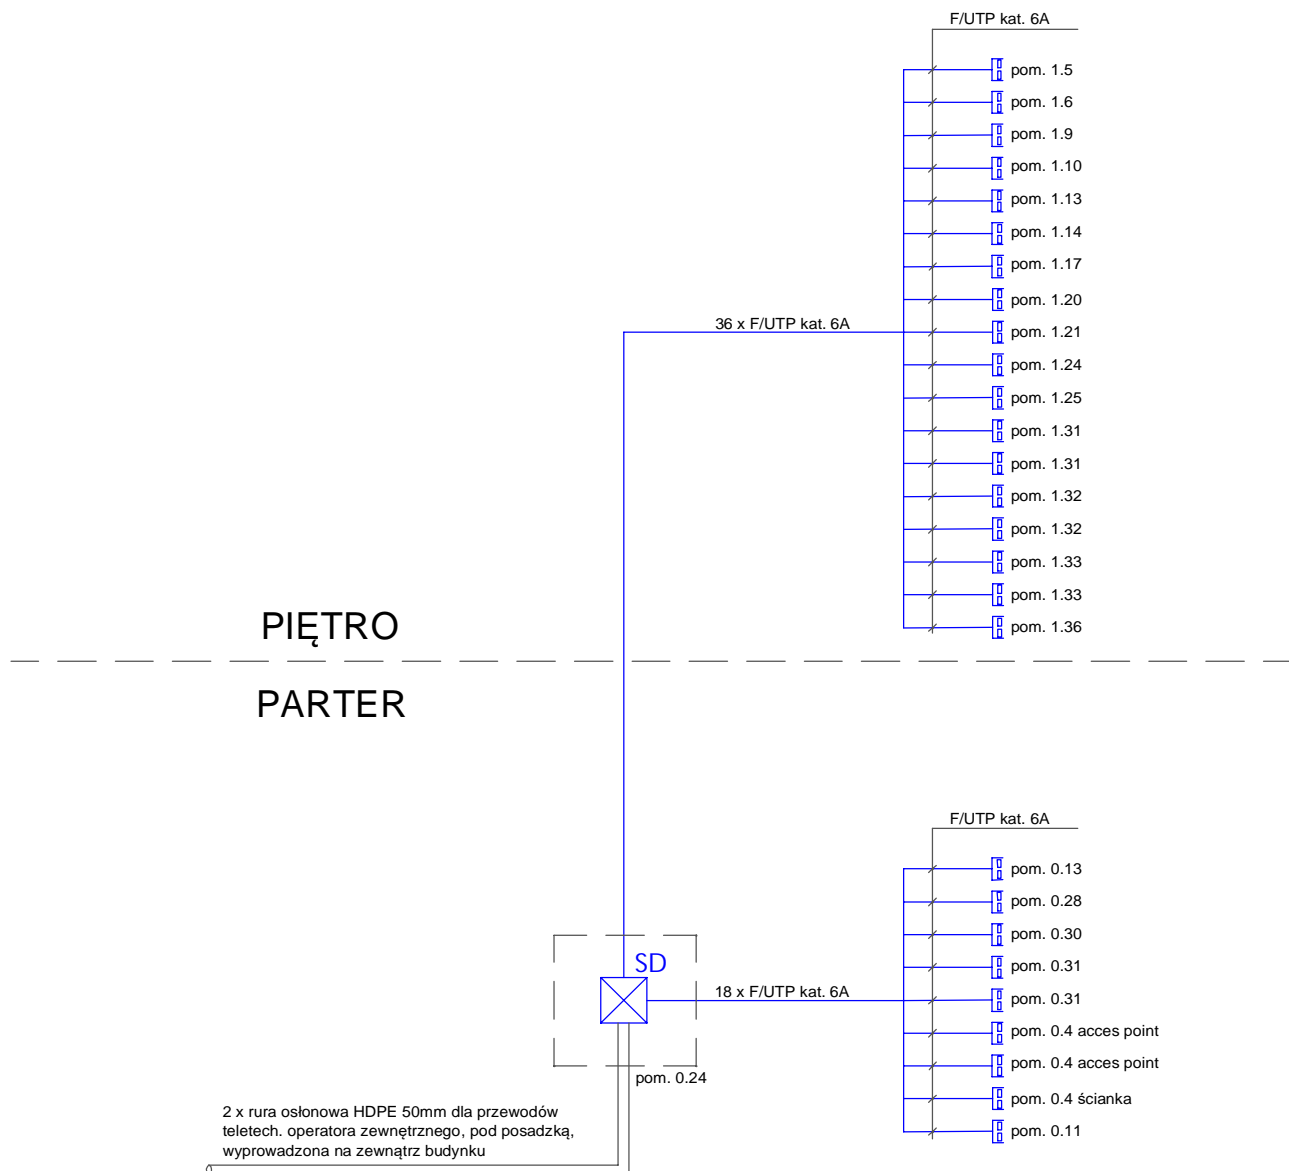 F/UTP kat. 6A
pom. 1.5
pom. 1.6
pom. 1.9
pom. 1.10
pom. 1.13
pom. 1.14
pom. 1.17
pom. 1.20
36 x F/UTP kat. 6A
pom. 1.21
pom. 1.24
pom. 1.25
pom. 1.31
pom. 1.31
pom. 1.32
pom. 1.32
pom. 1.33
pom. 1.33
pom. 1.36
PIĘTRO
PARTER
F/UTP kat. 6A
pom. 0.13
pom. 0.28
pom. 0.30
pom. 0.31
SD
18 x F/UTP kat. 6A
pom. 0.31
pom. 0.4 acces point
pom. 0.4 acces point
pom. 0.4 ścianka
pom. 0.11
pom. 0.24
2 x rura osłonowa HDPE 50mm dla przewodów
teletech. operatora zewnętrznego, pod posadzką,
wyprowadzona na zewnątrz budynku